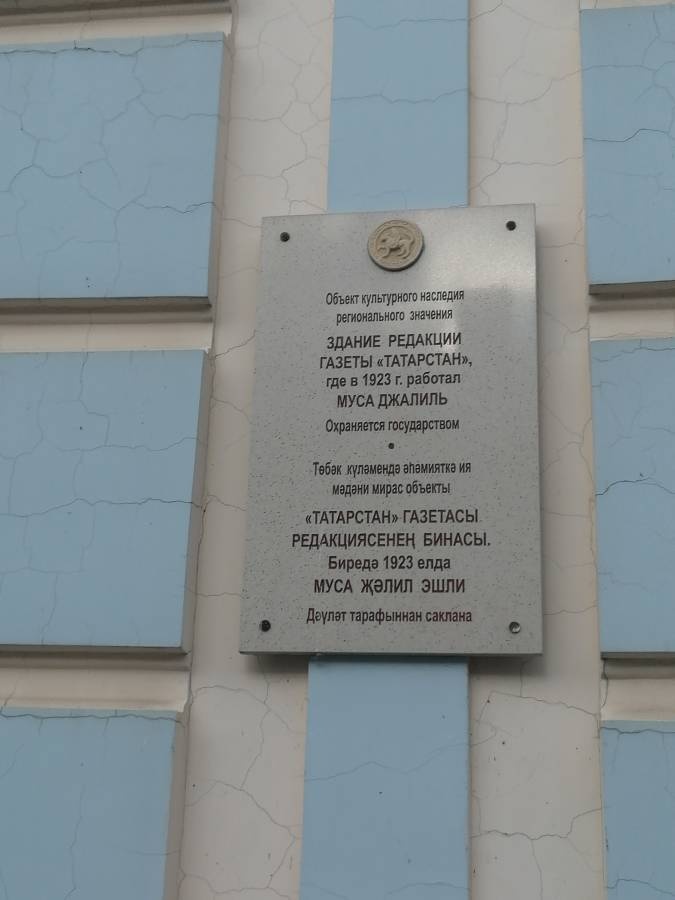 Объект культурного наследия
регионального значения
ЗДАНИЕ РЕДАКЦИИ
ГАЗЕТЫ «ТАТАРСТАН»,
где в 1923 г. работал
МУСА ДЖАЛИЛЬ
Охраняется государством
•
Төбәк күләмендә әһәмияткә ия
мәдәни мирас объекты
«ТАТАРСТАН» ГАЗЕТАСЫ
РЕДАКЦИЯСЕНЕҢ БИНАСЫ.
Биредә 1923 елда
МУСА ҖӘЛИЛ ЭШЛИ
Дәүләт тарафыннан саклана